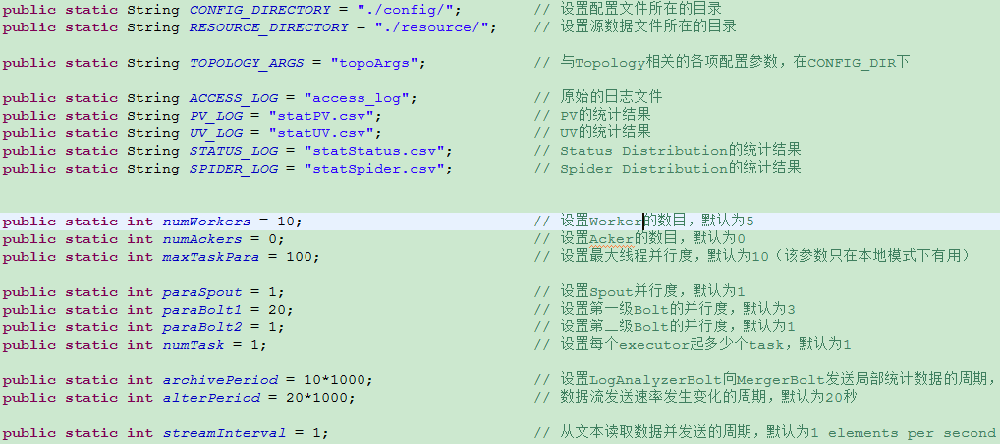 public static String CONFIG_DIRECTORY = "./config/"; // 设置配置文件所在的目录
public static String RESOURCE_DIRECTORY = "./resource/"; // 设置源数据文件所在的目录
public static String TOPOLOGY_ARGS = "topoArgs"; // 与Topology相关的各项配置参数，在CONFIG_DIR下
public static String ACCESS_LOG = "access_log"; // 原始的日志文件
public static String PV_LOG = "statPV.csv"; // PV的统计结果
public static String UV_LOG = "statUV.csv"; // UV的统计结果
public static String STATUS_LOG = "statStatus.csv"; // Status Distribution的统计结果
public static String SPIDER_LOG = "statSpider.csv"; // Spider Distribution的统计结果
public static int numWorkers = 10; // 设置Worker的数目，默认为5
public static int numAckers = 0; // 设置Acker的数目，默认为0
public static int maxTaskPara = 100; // 设置最大线程并行度，默认为10（该参数只在本地模式下有用）
public static int paraSpout = 1; // 设置Spout并行度，默认为1
public static int paraBolt1 = 20; // 设置第一级Bolt的并行度，默认为3
public static int paraBolt2 = 1; // 设置第二级Bolt的并行度，默认为1
public static int numTask = 1; // 设置每个executor起多少个task，默认为1
public static int archivePeriod = 10*1000; // 设置LogAnalyzerBolt向MergerBolt发送局部统计数据的周期，
public static int alterPeriod = 20*1000; // 数据流发送速率发生变化的周期，默认为20秒
public static int streamInterval = 1; // 从文本读取数据并发送的周期，默认为1 elements per second